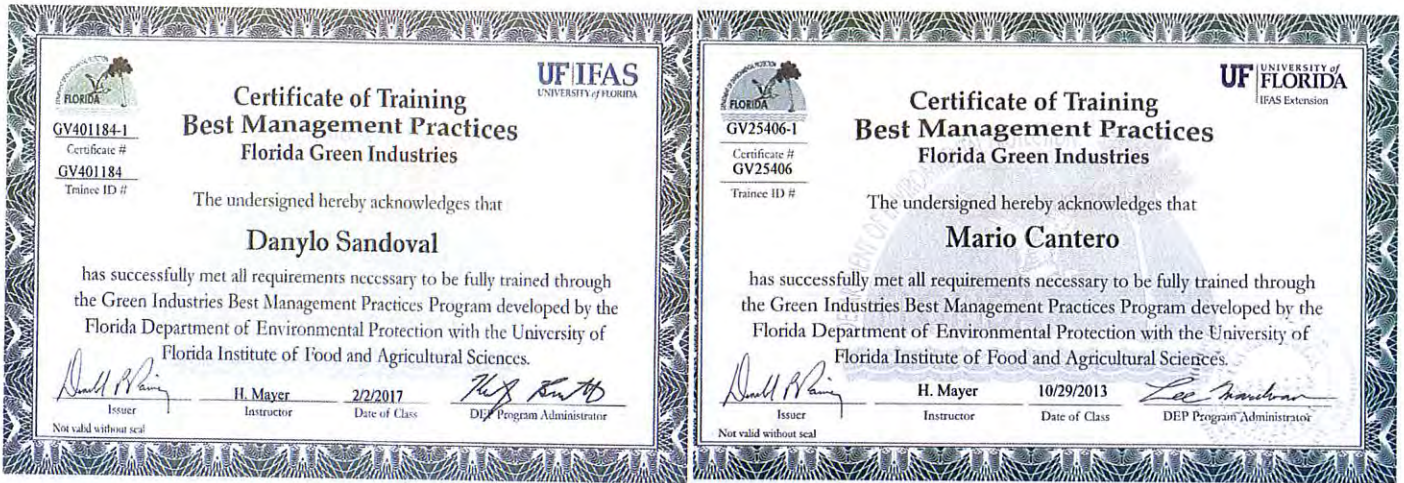 FLORIDA
UF IFAS
UNIVERSITY of FLORIDA
GV401184-1
Certificate #
GV401184
Trainee ID #
Certificate of Training
Best Management Practices
Florida Green Industries
The undersigned hereby acknowledges that
Danylo Sandoval
has successfully met all requirements necessary to be fully trained through
the Green Industries Best Management Practices Program developed by the
Florida Department of Environmental Protection with the University of
Florida Institute of Food and Agricultural Sciences.
H. Mayer 2/2/2017
Issuer Instructor Date of Class DEP Program Administrator
Not valid without seal
FLORIDA
UF UNIVERSITY of
FLORIDA
IFAS Extension
GV25406-1
Certificate #
GV25406
Trainee ID #
Certificate of Training
Best Management Practices
Florida Green Industries
The undersigned hereby acknowledges that
Mario Cantero
has successfully met all requirements necessary to be fully trained through
the Green Industries Best Management Practices Program developed by the
Florida Department of Environmental Protection with the University of
Florida Institute of Food and Agricultural Sciences.
H. Mayer 10/29/2013
Issuer Instructor Date of Class DEP Program Administrator
Not valid without seal